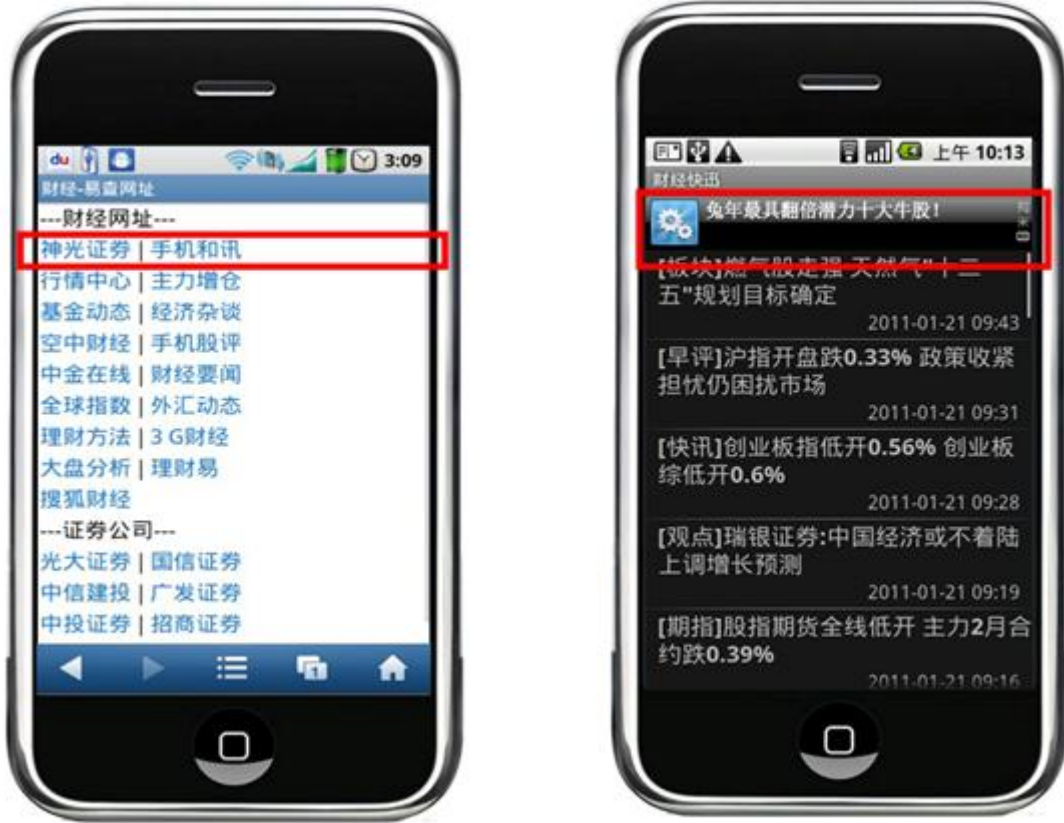 du
3:09
财经-易查网址
---财经网址---
神光证券 | 手机和讯
行情中心 | 主力增仓
基金动态 | 经济杂谈
空中财经 | 手机股评
中金在线 | 财经要闻
全球指数 | 外汇动态
理财方法 | 3 G财经
大盘分析 | 理财易
搜狐财经
---证券公司---
光大证券 | 国信证券
中信建投 | 广发证券
中投证券 | 招商证券
1
上午 10:13
财经快迅
兔年最具翻倍潜力十大牛股!
[板块]燃气股走强 天然气"十二
五"规划目标确定
2011-01-21 09:43
[早评]沪指开盘跌0.33% 政策收紧
担忧仍困扰市场
2011-01-21 09:31
[快讯]创业板指低开0.56% 创业板
综低开0.6%
2011-01-21 09:28
[观点]瑞银证券:中国经济或不着陆
上调增长预测
2011-01-21 09:19
[期指]股指期货全线低开 主力2月合
约跌0.39%
2011-01-21 09:16